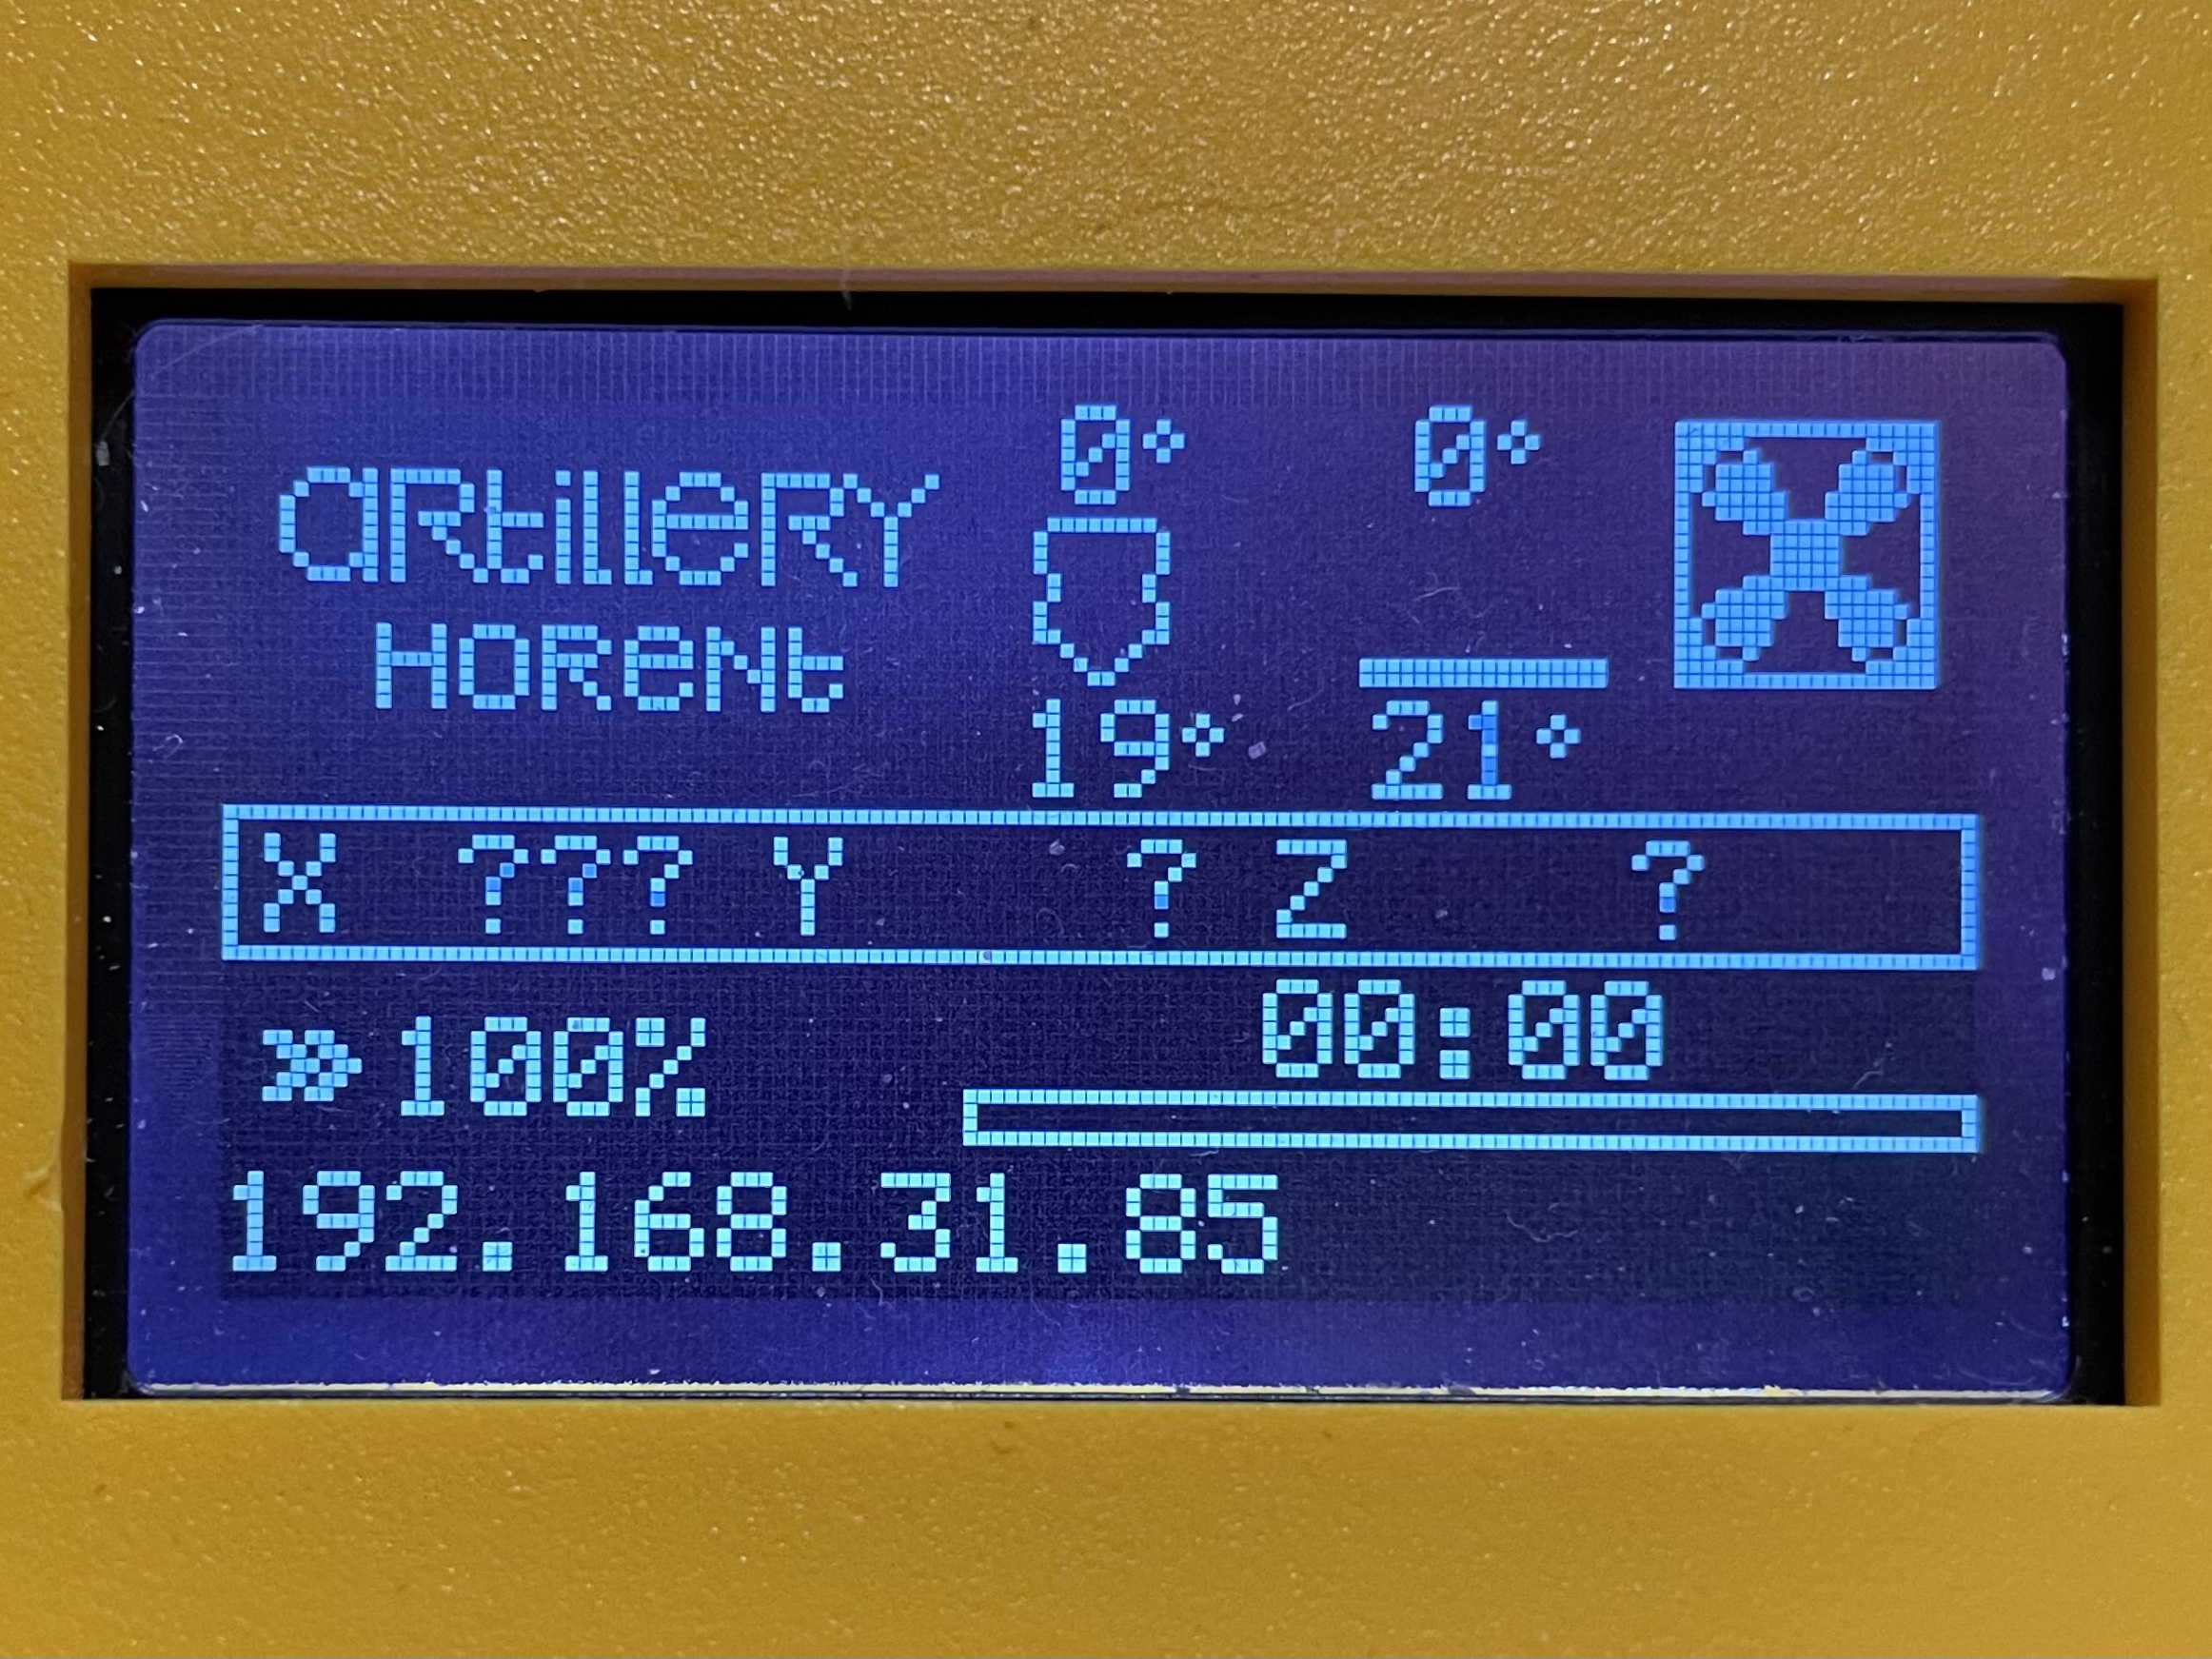 ARtilleRY
HOReNt
0° 0°
19° 21°
X ??? Y ? Z ?
00:00
»100%
192.168.31.85